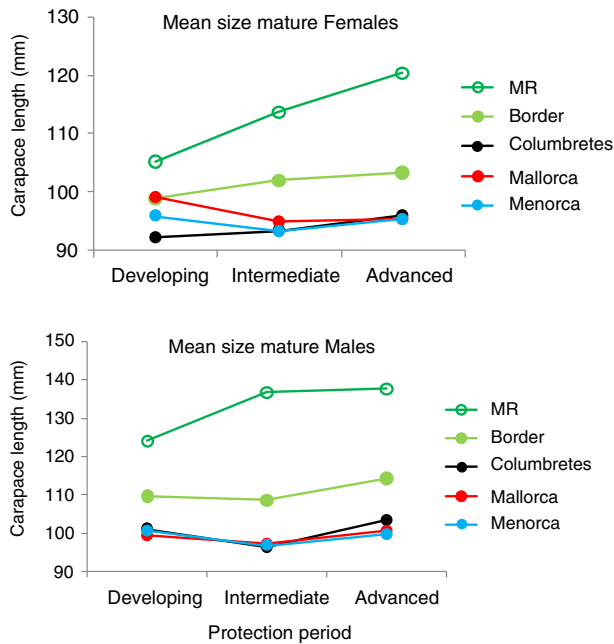 Mean size mature Females
Carapace length (mm)
130
120
110
100
90
Developing Intermediate Advanced
MR
Border
Columbretes
Mallorca
Menorca
Mean size mature Males
Carapace length (mm)
150
140
130
120
110
100
90
Developing Intermediate Advanced
Protection period
MR
Border
Columbretes
Mallorca
Menorca